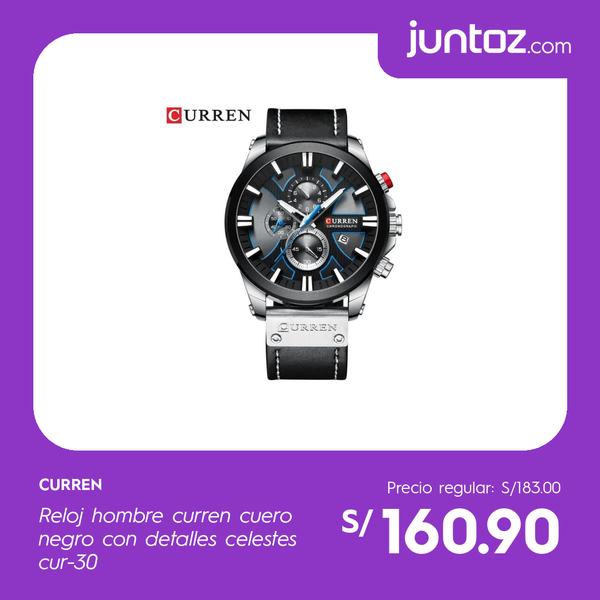 juntoz.com
CURREN
CURREN
CHRONOGRAPH
CURREN
CURREN
Precio regular: S/183.00
Reloj hombre curren cuero
negro con detalles celestes
cur-30
S/160.90